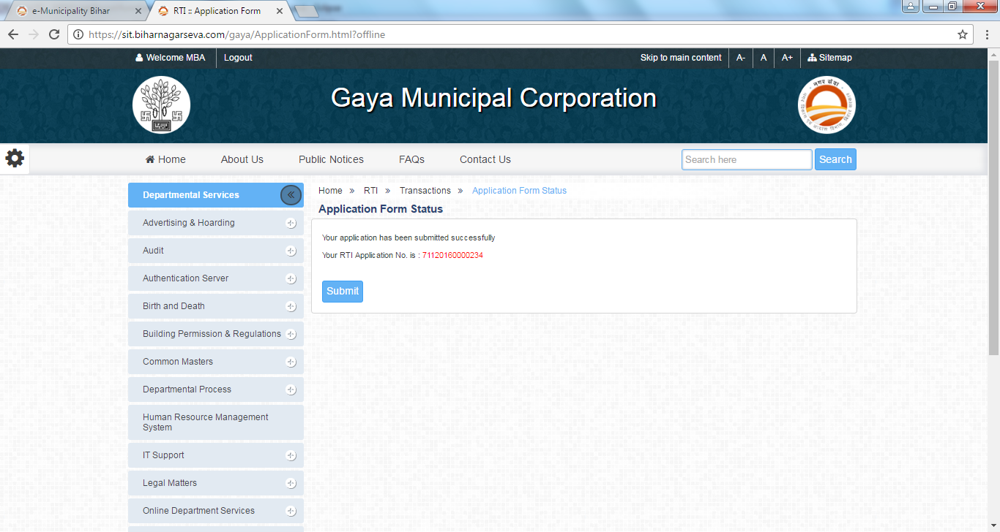 e-Municipality Bihar
RTI :: Application Form
https://sit.biharnagarseva.com/gaya/ApplicationForm.html?offline
Welcome MBA
Logout
Skip to main content
A-
A
A+
Sitemap
Gaya Municipal Corporation
Home
About Us
Public Notices
FAQs
Contact Us
Search here
Search
Departmental Services
Home » RTI » Transactions » Application Form Status
Application Form Status
Advertising & Hoarding
Audit
Authentication Server
Birth and Death
Building Permission & Regulations
Common Masters
Departmental Process
Human Resource Management
System
IT Support
Legal Matters
Online Department Services
Your application has been submitted successfully
Your RTI Application No. is : 71120160000234
Submit